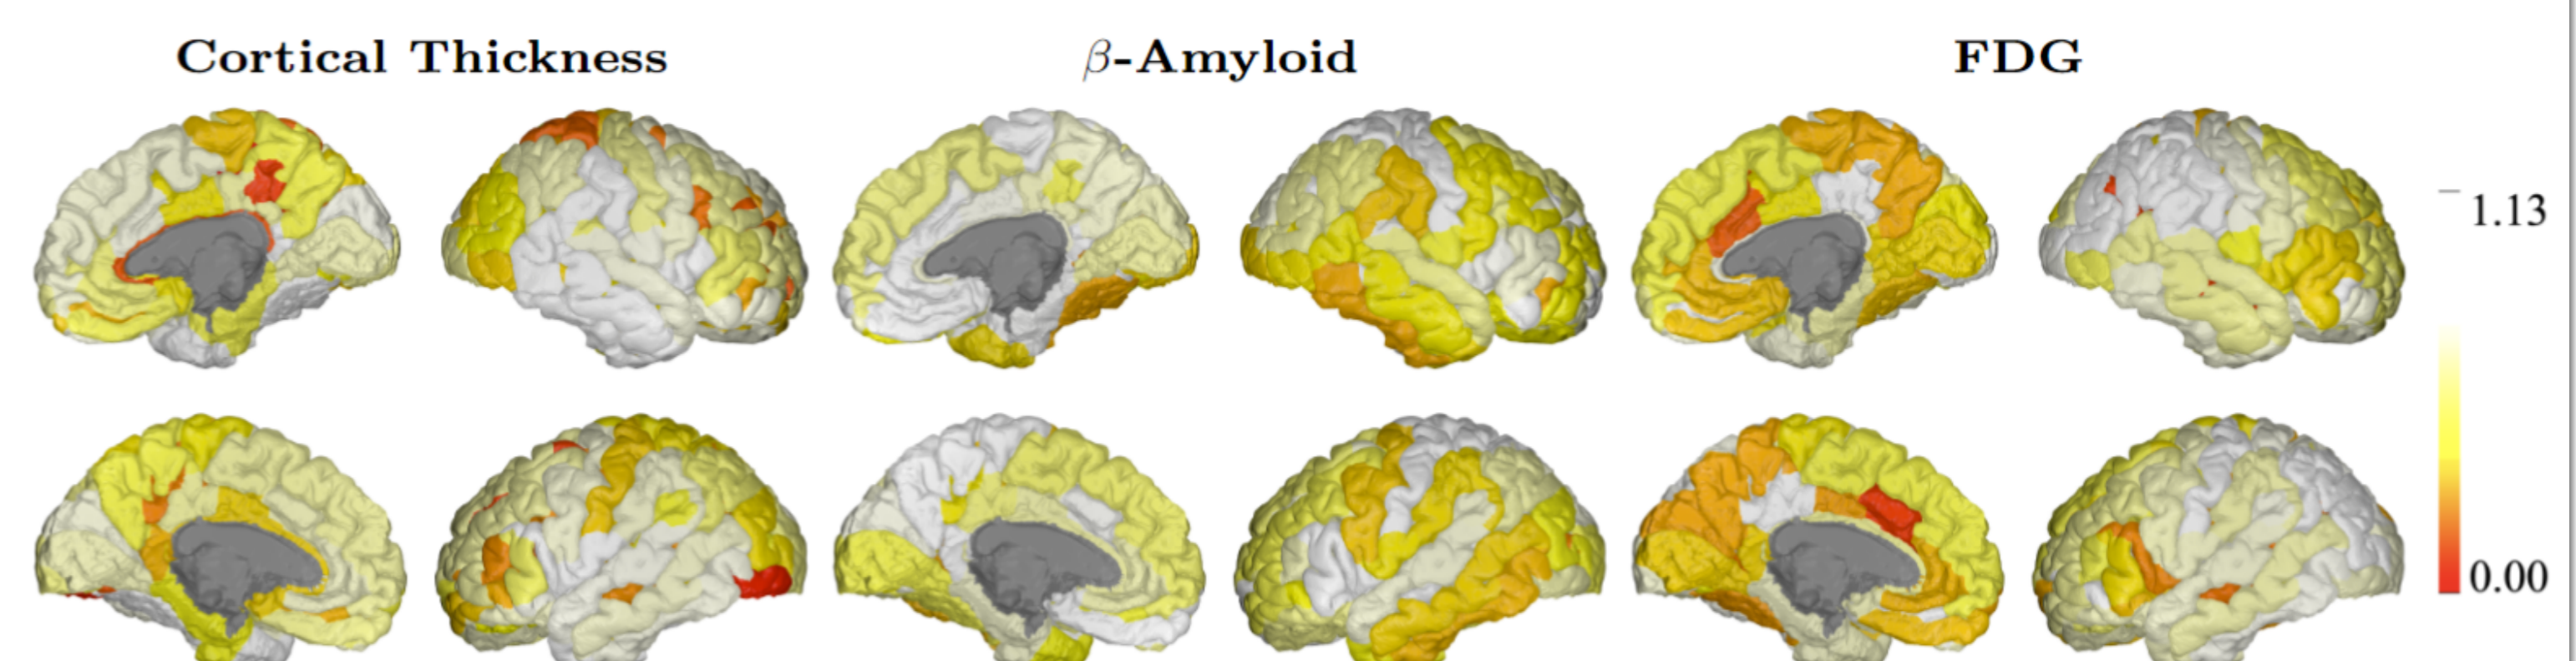 Cortical Thickness
β-Amyloid
FDG
1.13
0.00